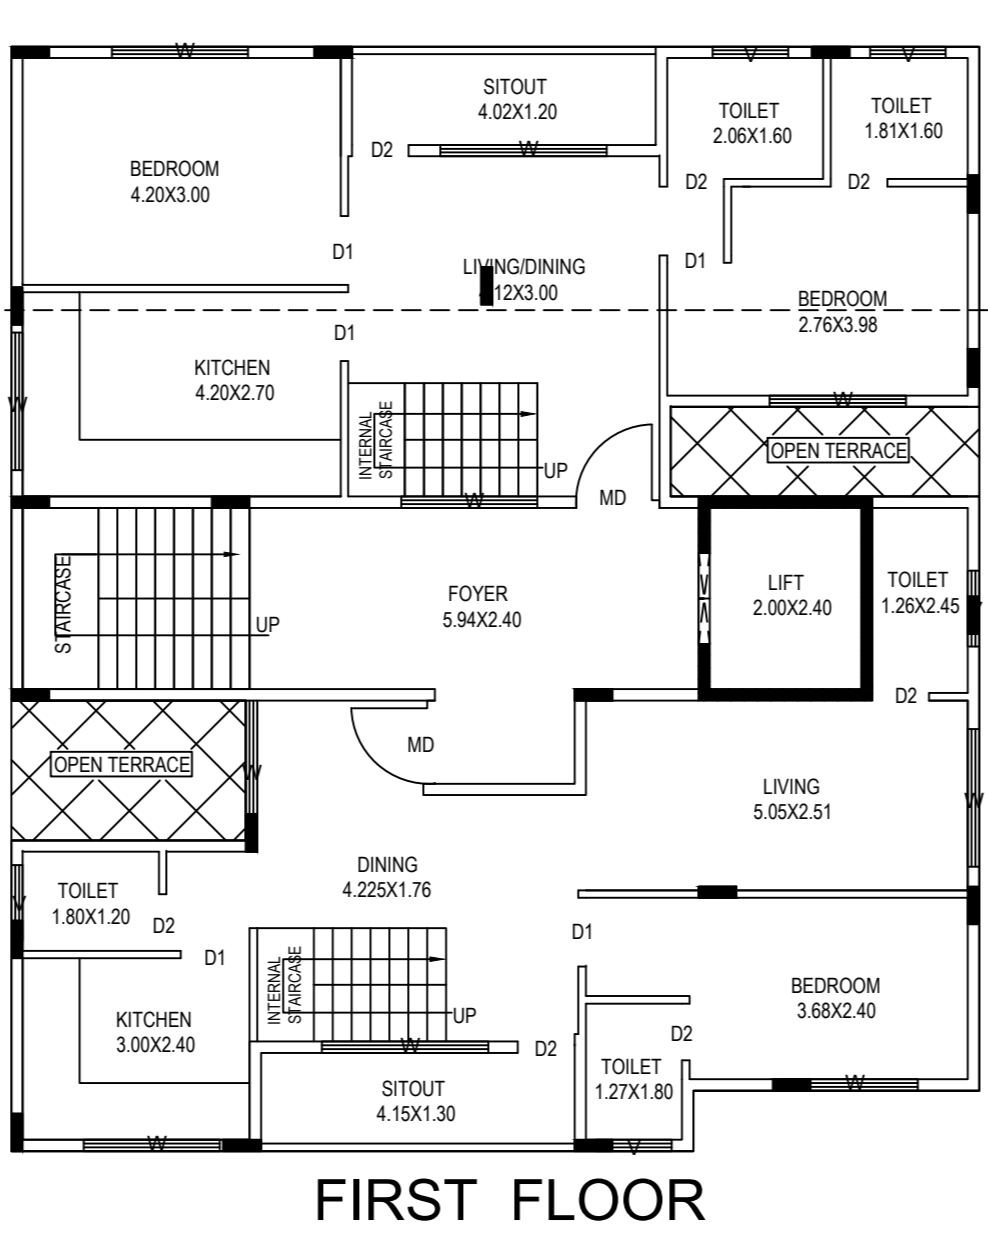 W
V
V
SITOUT
4.02X1.20
TOILET
2.06X1.60
TOILET
1.81X1.60
D2
W
BEDROOM
4.20X3.00
D2
D2
D1
D1
LIVING/DINING
12X3.00
BEDROOM
2.76X3.98
D1
KITCHEN
4.20X2.70
W
W
INTERNAL
STAIRCASE
UP
OPEN TERRACE
MD
W
STAIRCASE
UP
FOYER
5.94X2.40
LIFT
2.00X2.40
TOILET
1.26X2.45
V
D2
OPEN TERRACE
W
MD
LIVING
5.05X2.51
W
DINING
4.225X1.76
TOILET
1.80X1.20
V
D2
D1
D1
INTERNAL
STAIRCASE
UP
BEDROOM
3.68X2.40
KITCHEN
3.00X2.40
W
D2
D2
TOILET
1.27X1.80
SITOUT
4.15X1.30
W
W
V
FIRST FLOOR